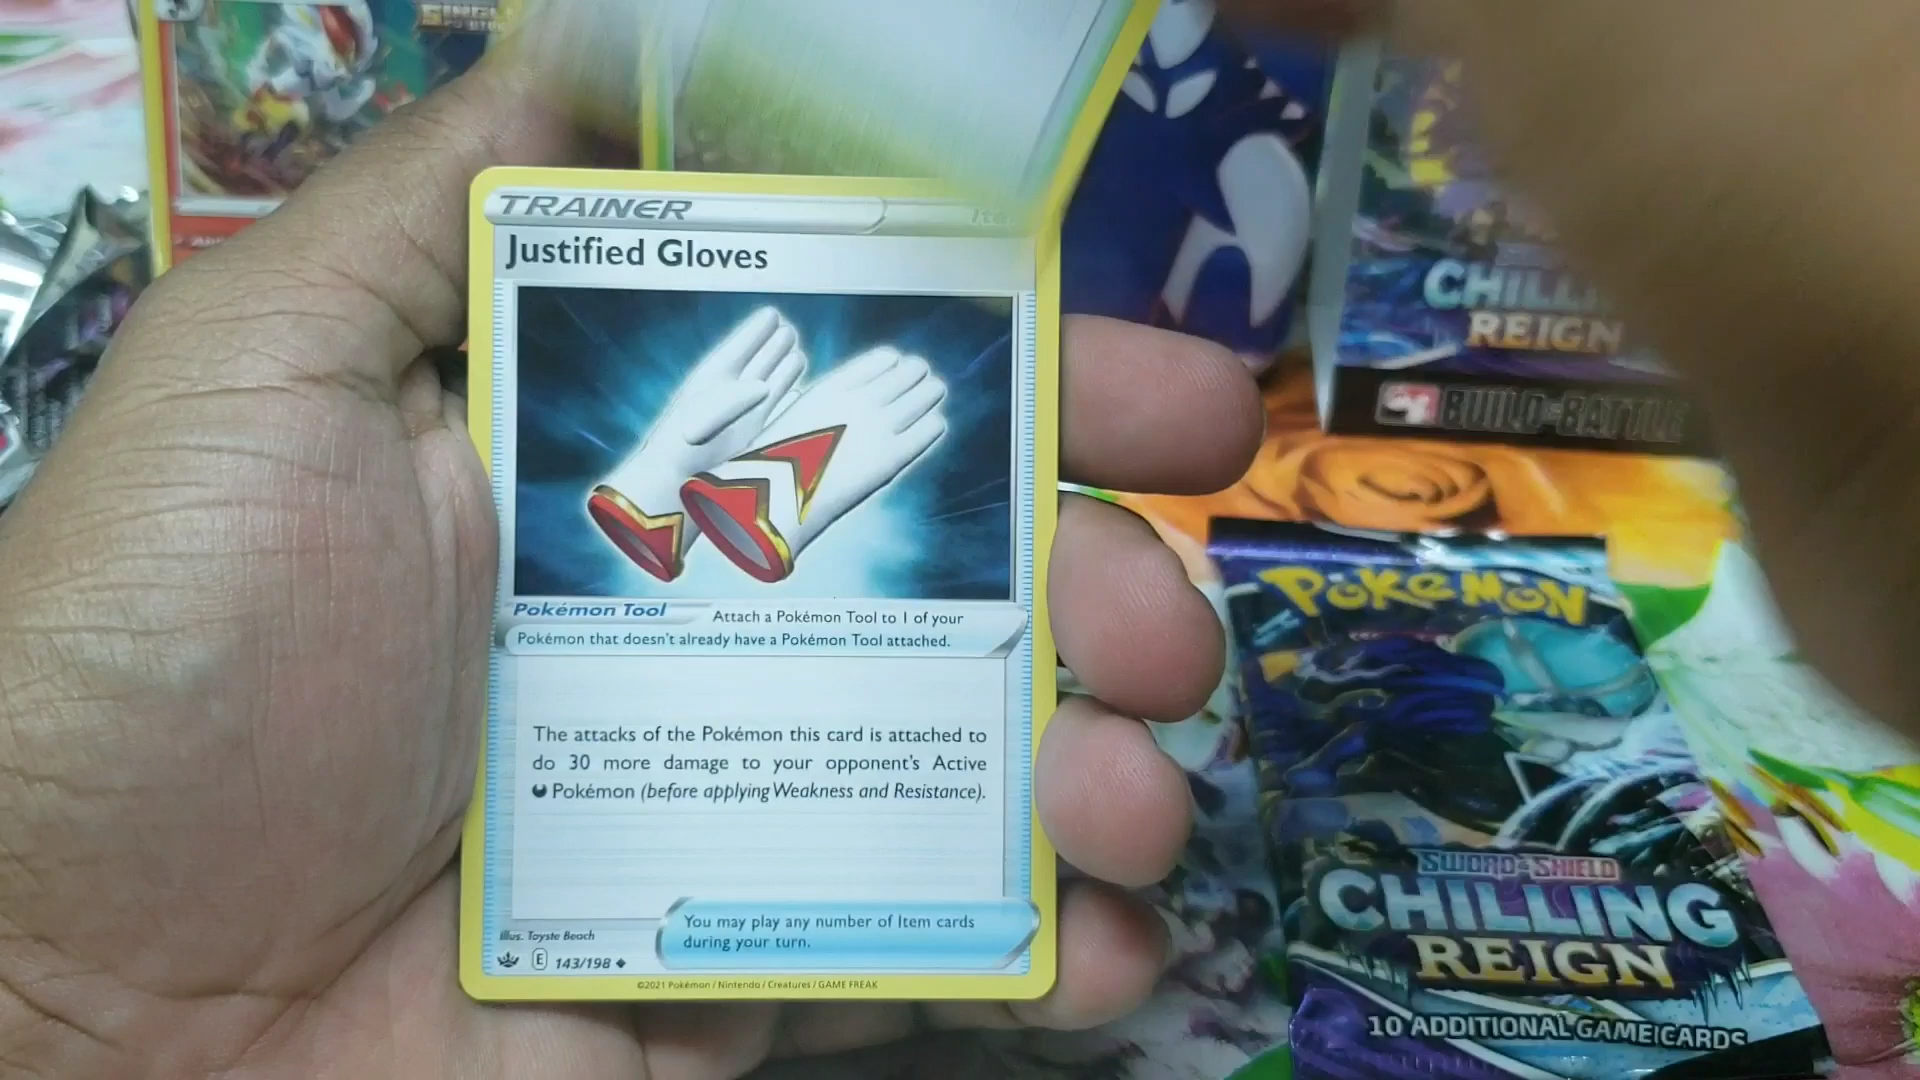 TRAINER
Justified Gloves
Pokémon Tool
Attach a Pokémon Tool to 1 of your
Pokémon that doesn't already have a Pokémon Tool attached.
The attacks of the Pokémon this card is attached to
do 30 more damage to your opponent's Active
Pokémon (before applying Weakness and Resistance).
You may play any number of Item cards
during your turn.
Illus. Toyste Beach
E 143/198
©2021 Pokémon / Nintendo / Creatures / GAME FREAK
REIGN
BUILD & BATTLE
POKéMON
SWORD & SHIELD
CHILLING
REIGN
10 ADDITIONAL GAME CARDS